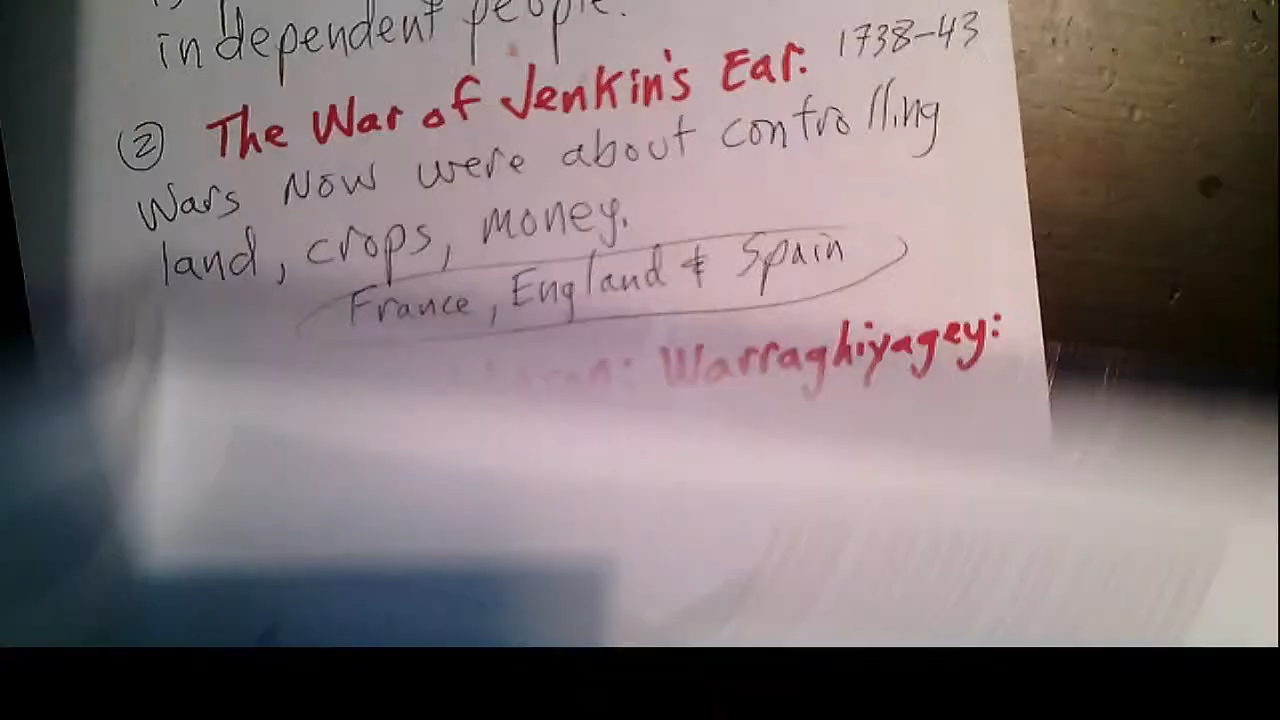 independent people.
② The War of Jenkin's Ear: 1738-43
Wars Now were about controlling
land, crops, money.
France, England & Spain
Warraghiyagey: